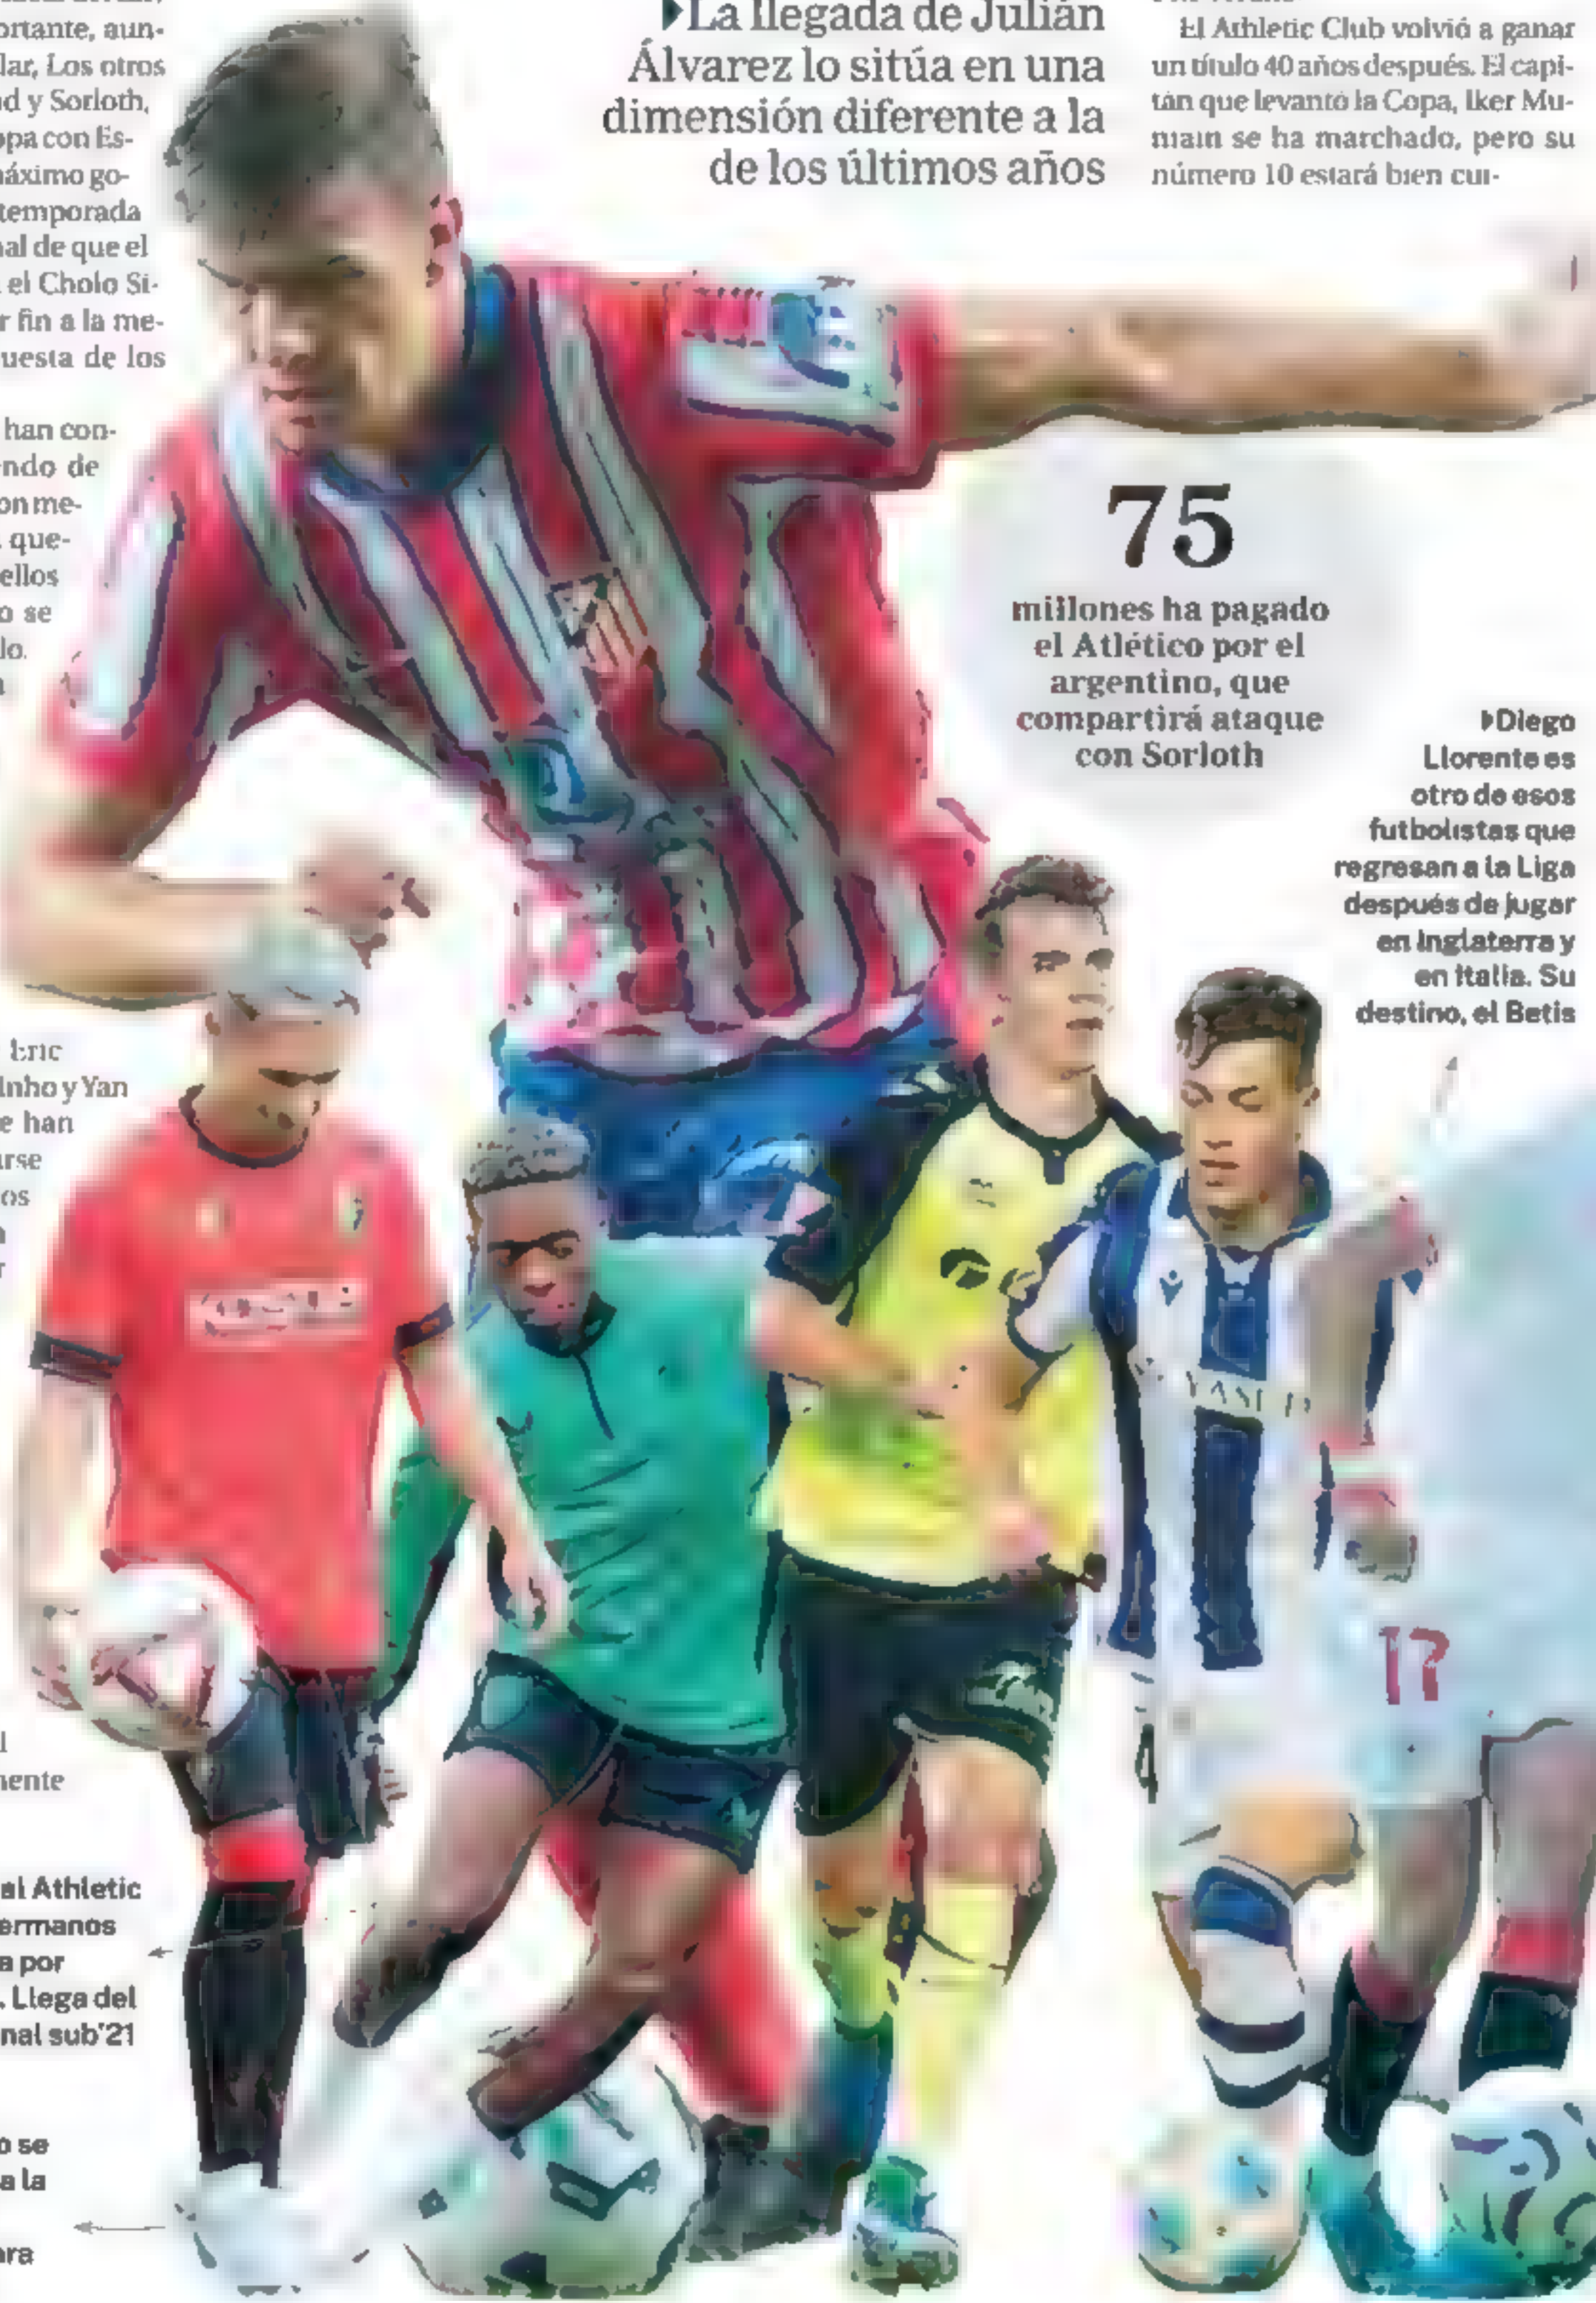 ortante, aun-
lar, Los otros
d y Sorloth,
opa con Es-
máximo go-
temporada
al de que el
el Cholo Si-
r fin a la me-
uesta de los
han con-
ndo de
on me-
que-
ellos
o se
lo.
Eric
inho y Yan
e han
arse
os
l
mente
al Athletic
ermanos
a por
. Llega del
nal sub'21
o se
a la
ara
▶La llegada de Julián
Álvarez lo sitúa en una
dimensión diferente a la
de los últimos años
El Athletic Club volvió a ganar
un título 40 años después. El capi-
tán que levantó la Copa, Iker Mu-
niain se ha marchado, pero su
número 10 estará bien cui-
75
millones ha pagado
el Atlético por el
argentino, que
compartirá ataque
con Sorloth
▶Diego
Llorente es
otro de esos
futbolistas que
regresan a la Liga
después de jugar
en Inglaterra y
en Italia. Su
destino, el Betis
4